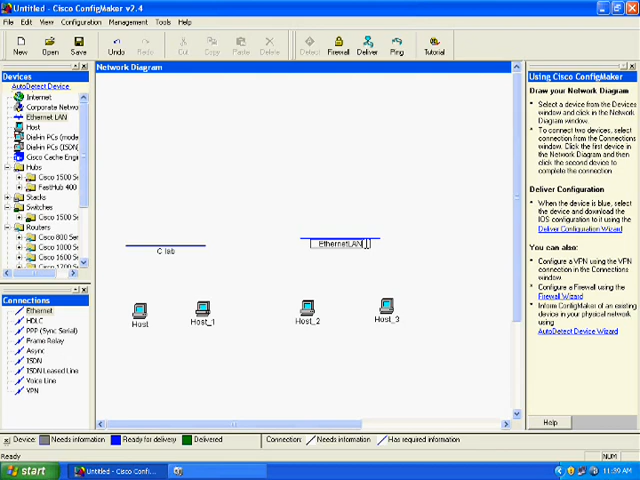 Untitled - Cisco ConfigMaker v2.4
File Edit View Configuration Management Tools Help
New Open Save Undo Redo Cut Copy Paste Delete Detect Firewall Deliver Ping Tutorial
Devices
AutoDetect Device
Internet
Corporate Netwo
Ethernet LAN
Host
Dial-in PCs (mode
Dial-in PCs (ISDN)
Cisco Cache Engi
Hubs
Cisco 1500 Se
FastHub 400
Stacks
Switches
Cisco 1500 Se
Routers
Cisco 800 Ser
Cisco 1000 S
Cisco 1600 S
Cisco 1700 S
Connections
Ethernet
HDLC
PPP (Sync Serial)
Frame Relay
Async
ISDN
ISDN Leased Line
Voice Line
VPN
Network Diagram
C lab
EthernetLAN
Host
Host_1
Host_2
Host_3
Using Cisco ConfigMaker
Draw your Network Diagram
Select a device from the Devices
window and click in the Network
Diagram window.
To connect two devices, select
connection from the Connections
window. Click the first device in
the Network Diagram and then click
the second device to
complete the connection.
Deliver Configuration
When the device is blue, select
the device and download the
IOS configuration to it using the
Deliver Configuration Wizard
You can also:
Configure a VPN using the VPN
connection in the Connections
window.
Configure a Firewall using the
Firewall Wizard
Inform ConfigMaker of an existing
device in your physical network
using
AutoDetect Device Wizard
Help
Device: Needs information Ready for delivery Delivered Connection: Needs information Has required information
Ready NUM
start Untitled - Cisco Confi... 11:39 AM